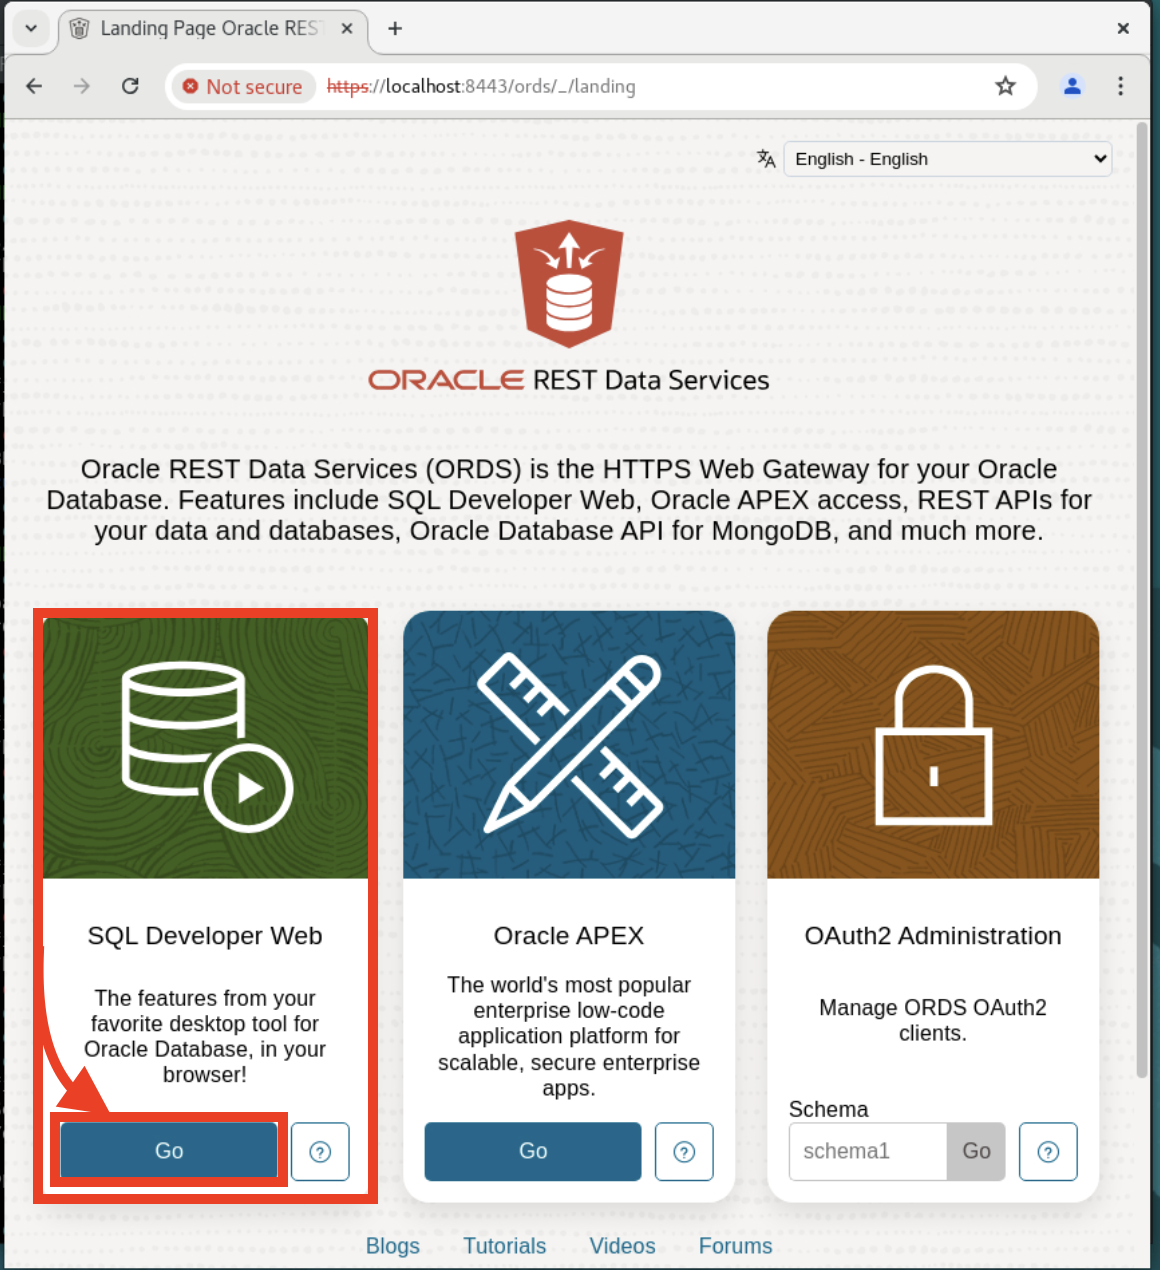 Landing Page Oracle RES
Not secure
https://localhost:8443/ords/_/landing
English - English
ORACLE REST Data Services
Oracle REST Data Services (ORDS) is the HTTPS Web Gateway for your Oracle
Database. Features include SQL Developer Web, Oracle APEX access, REST APIs for
your data and databases, Oracle Database API for MongoDB, and much more.
SQL Developer Web
The features from your
favorite desktop tool for
Oracle Database, in your
browser!
Go
Oracle APEX
The world's most popular
enterprise low-code
application platform for
scalable, secure enterprise
apps.
Go
OAuth2 Administration
Manage ORDS OAuth2
clients.
Schema
schema1 Go
Blogs Tutorials Videos Forums